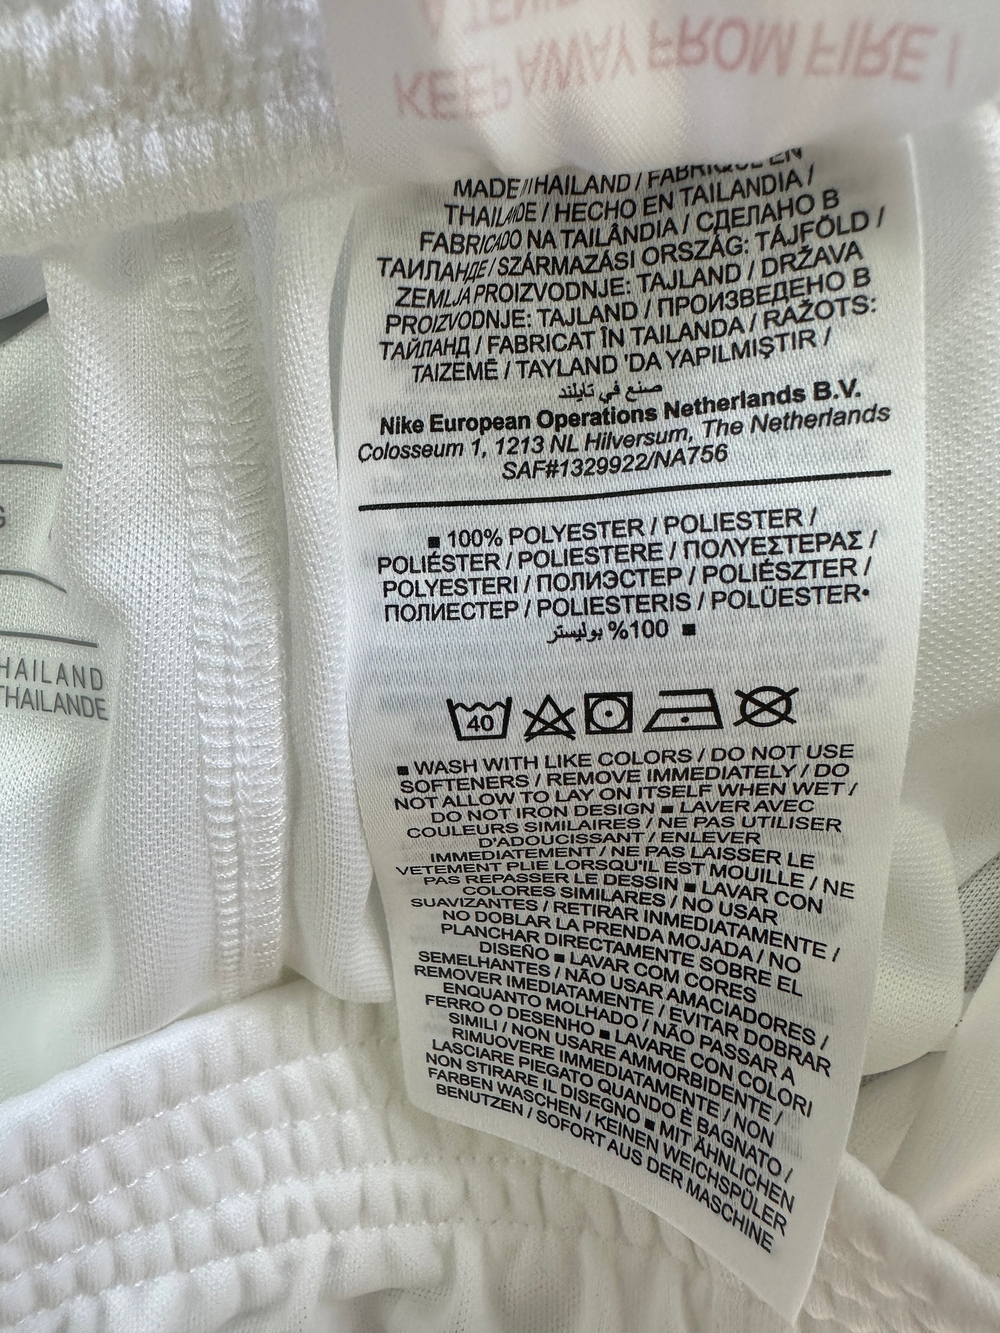 A TENIR
KEEP AWAY FROM FIRE |
MADE THAILAND / FABRIQUÉ EN
THAILANDE / HECHO EN TAILANDIA /
FABRICADO NA TAILÂNDIA / СДЕЛАНО В
ТАИЛАНДЕ / SZÁRMAZÁSI ORSZÁG: TÁJFÖLD /
ZEMLJA PROIZVODNJE: TAJLAND / DRŽAVA
PROIZVODNJE: TAJLAND / ПРОИЗВЕДЕНО В
ТАЙЛАНД / FABRICAT ÎN TAILANDA / RAŽOTS:
TAIZEMĒ / TAYLAND 'DA YAPILMIŞTIR /
صنع في تايلند
Nike European Operations Netherlands B.V.
Colosseum 1, 1213 NL Hilversum, The Netherlands
SAF#1329922/NA756
■ 100% POLYESTER / POLIESTER /
POLIÉSTER / POLIESTERE / ΠΟΛΥΕΣΤΕΡΑΣ /
POLYESTERI / ПОЛИЭСТЕР / POLIÉSZTER /
ПОЛИЕСТЕР / POLIESTERIS / POLÜESTER•
100% بوليستر ■
40
■ WASH WITH LIKE COLORS / DO NOT USE
SOFTENERS / REMOVE IMMEDIATELY / DO
NOT ALLOW TO LAY ON ITSELF WHEN WET /
DO NOT IRON DESIGN ■ LAVER AVEC
COULEURS SIMILAIRES / NE PAS UTILISER
D'ADOUCISSANT / ENLEVER
IMMEDIATEMENT / NE PAS LAISSER LE
VETEMENT PLIE LORSQU'IL EST MOUILLE / NE
PAS REPASSER LE DESSIN ■ LAVAR CON
COLORES SIMILARES / NO USAR
SUAVIZANTES / RETIRAR INMEDIATAMENTE /
NO DOBLAR LA PRENDA MOJADA / NO
PLANCHAR DIRECTAMENTE SOBRE EL
DISEÑO ■ LAVAR COM CORES
SEMELHANTES / NÃO USAR AMACIADORES /
REMOVER IMEDIATAMENTE / EVITAR DOBRAR
ENQUANTO MOLHADO / NÃO PASSAR A
FERRO O DESENHO ■ LAVARE CON COLORI
SIMILI / NON USARE AMMORBIDENTE /
RIMUOVERE IMMEDIATAMENTE / NON
LASCIARE PIEGATO QUANDO È BAGNATO /
NON STIRARE IL DISEGNO ■ MIT ÄHNLICHEN
FARBEN WASCHEN / KEINEN WEICHSPÜLER
BENUTZEN / SOFORT AUS DER MASCHINE
G
HAILAND
THAILANDE